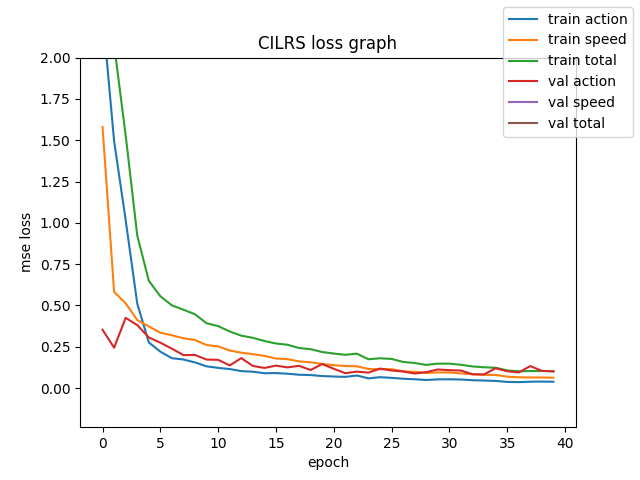 CILRS loss graph
train action
train speed
train total
val action
val speed
val total
mse loss
2.00
1.75
1.50
1.25
1.00
0.75
0.50
0.25
0.00
0 5 10 15 20 25 30 35 40
epoch